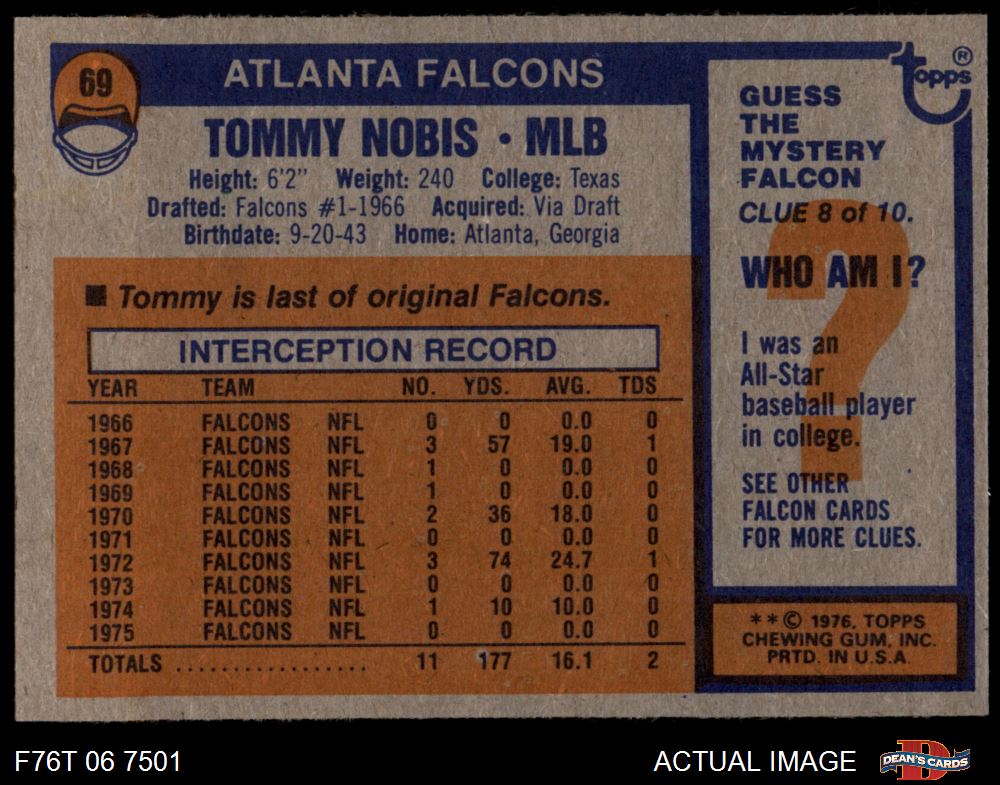 69
ATLANTA FALCONS
TOMMY NOBIS • MLB
Height: 6'2" Weight: 240 College: Texas
Drafted: Falcons #1-1966 Acquired: Via Draft
Birthdate: 9-20-43 Home: Atlanta, Georgia
■ Tommy is last of original Falcons.
INTERCEPTION RECORD
YEAR TEAM NO. YDS. AVG. TDS
1966 FALCONS NFL 0 0 0.0 0
1967 FALCONS NFL 3 57 19.0 1
1968 FALCONS NFL 1 0 0.0 0
1969 FALCONS NFL 1 0 0.0 0
1970 FALCONS NFL 2 36 18.0 0
1971 FALCONS NFL 0 0 0.0 0
1972 FALCONS NFL 3 74 24.7 1
1973 FALCONS NFL 0 0 0.0 0
1974 FALCONS NFL 1 10 10.0 0
1975 FALCONS NFL 0 0 0.0 0
TOTALS ................. 11 177 16.1 2
topps®
GUESS
THE
MYSTERY
FALCON
CLUE 8 of 10.
?
WHO AM I?
I was an
All-Star
baseball player
in college.
SEE OTHER
FALCON CARDS
FOR MORE CLUES.
**© 1976, TOPPS
CHEWING GUM, INC.
PRTD. IN U.S.A.
F76T 06 7501
ACTUAL IMAGE
D
DEAN'S CARDS